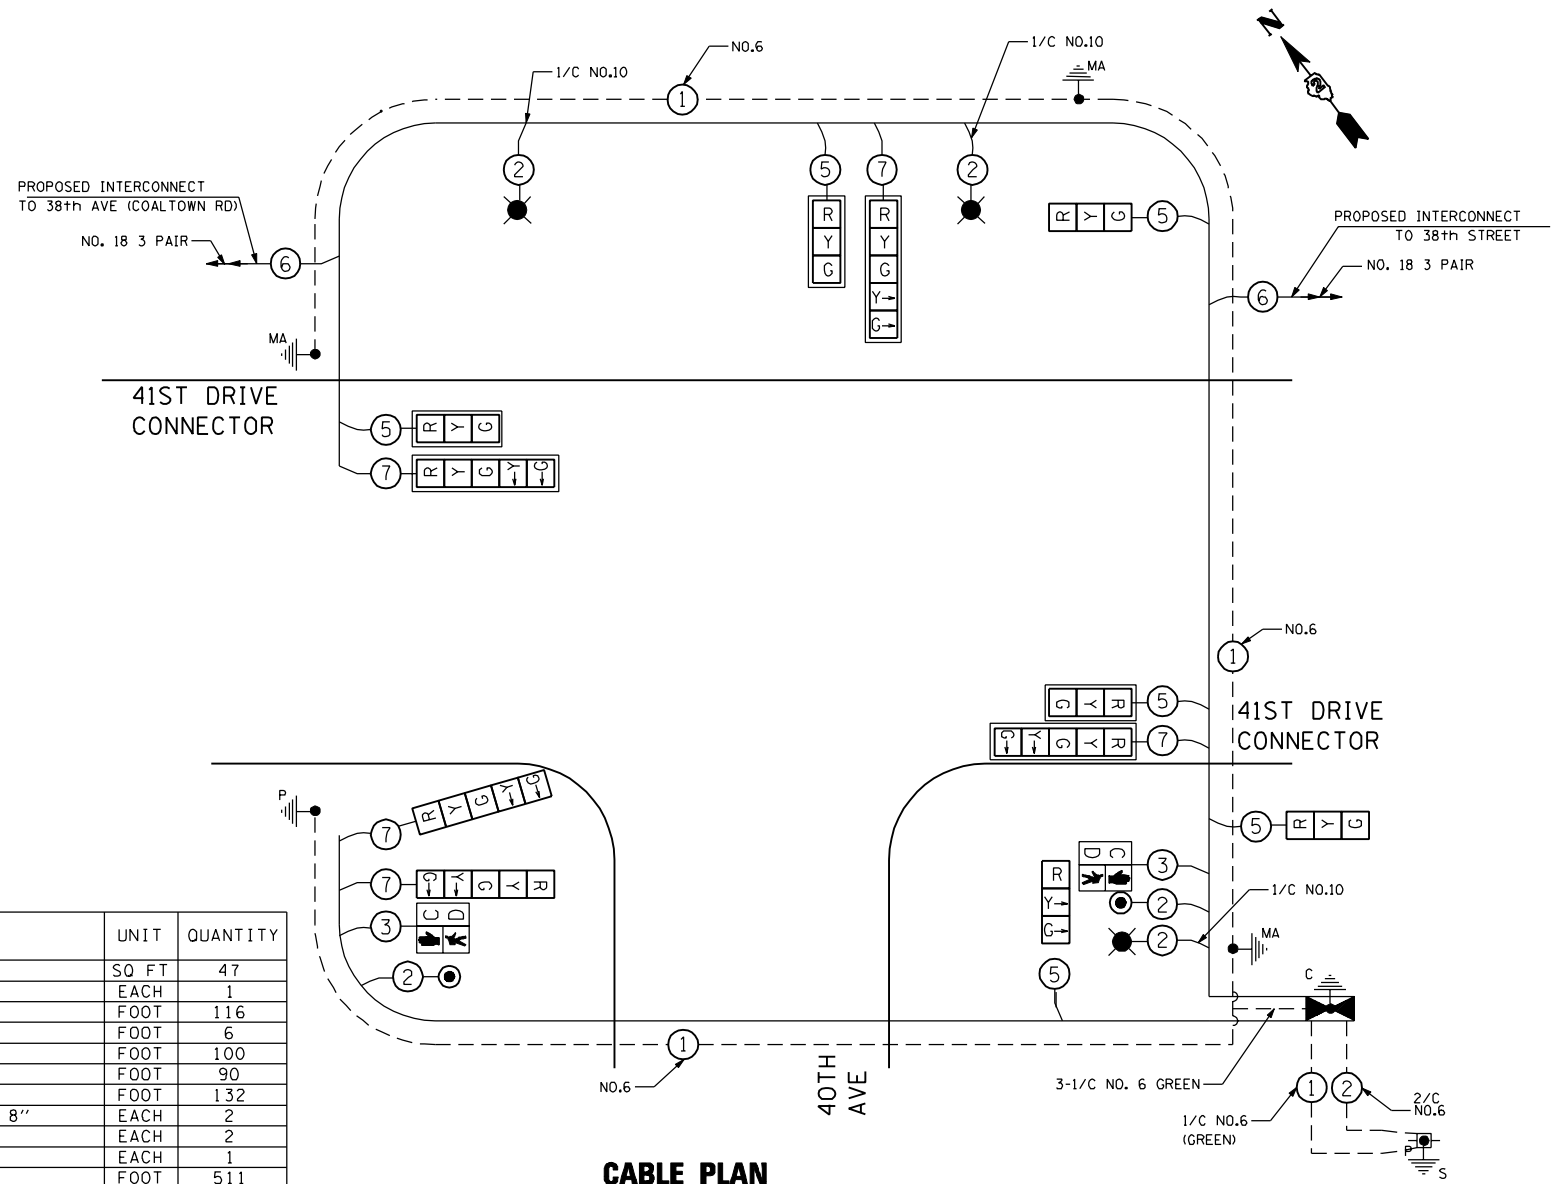 N
2
NO.6
1/C NO.10
1/C NO.10
MA
1
2
5
7
2
R
Y
G
R
Y
G
Y→
G→
R Y G
5
PROPOSED INTERCONNECT
TO 38th AVE (COALTOWN RD)
NO. 18 3 PAIR
6
PROPOSED INTERCONNECT
TO 38th STREET
NO. 18 3 PAIR
6
MA
41ST DRIVE
CONNECTOR
5
R Y G
7
R Y G Y→ G→
NO.6
1
G Y R
5
G→ Y→ G Y R
7
41ST DRIVE
CONNECTOR
P
7
R Y G Y→ G→
7
G→ Y→ G Y R
3
C D
2
5
R Y G
D C
3
2
2
1/C NO.10
MA
R
Y→
G→
5
C
1
NO.6
40TH
AVE
3-1/C NO. 6 GREEN
1
2
1/C NO.6
(GREEN)
2/C
NO.6
P
S
UNIT QUANTITY
SQ FT 47
EACH 1
FOOT 116
FOOT 6
FOOT 100
FOOT 90
FOOT 132
8" EACH 2
EACH 2
EACH 1
FOOT 511
CABLE PLAN